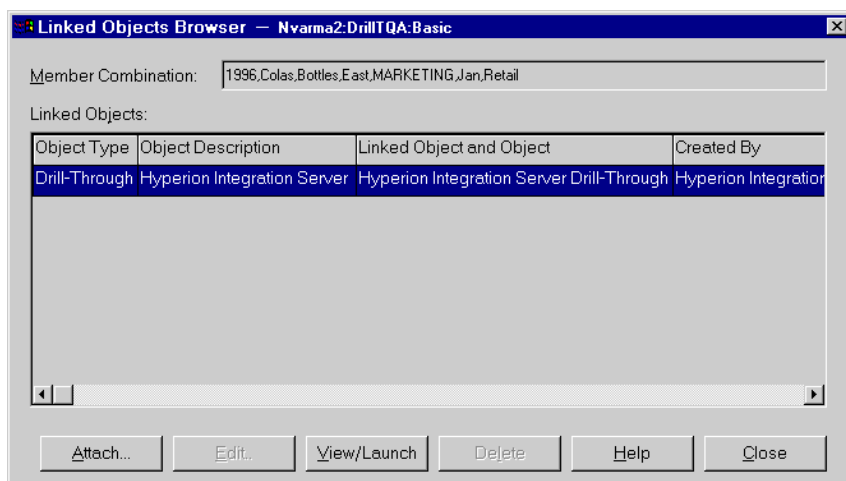 Linked Objects Browser — Nvarma2:DrillTQA:Basic
Member Combination: 1996,Colas,Bottles,East,MARKETING,Jan,Retail
Linked Objects:
Object Type Object Description Linked Object and Object Created By
Drill-Through Hyperion Integration Server Hyperion Integration Server Drill-Through Hyperion Integration
Attach... Edit.. View/Launch Delete Help Close